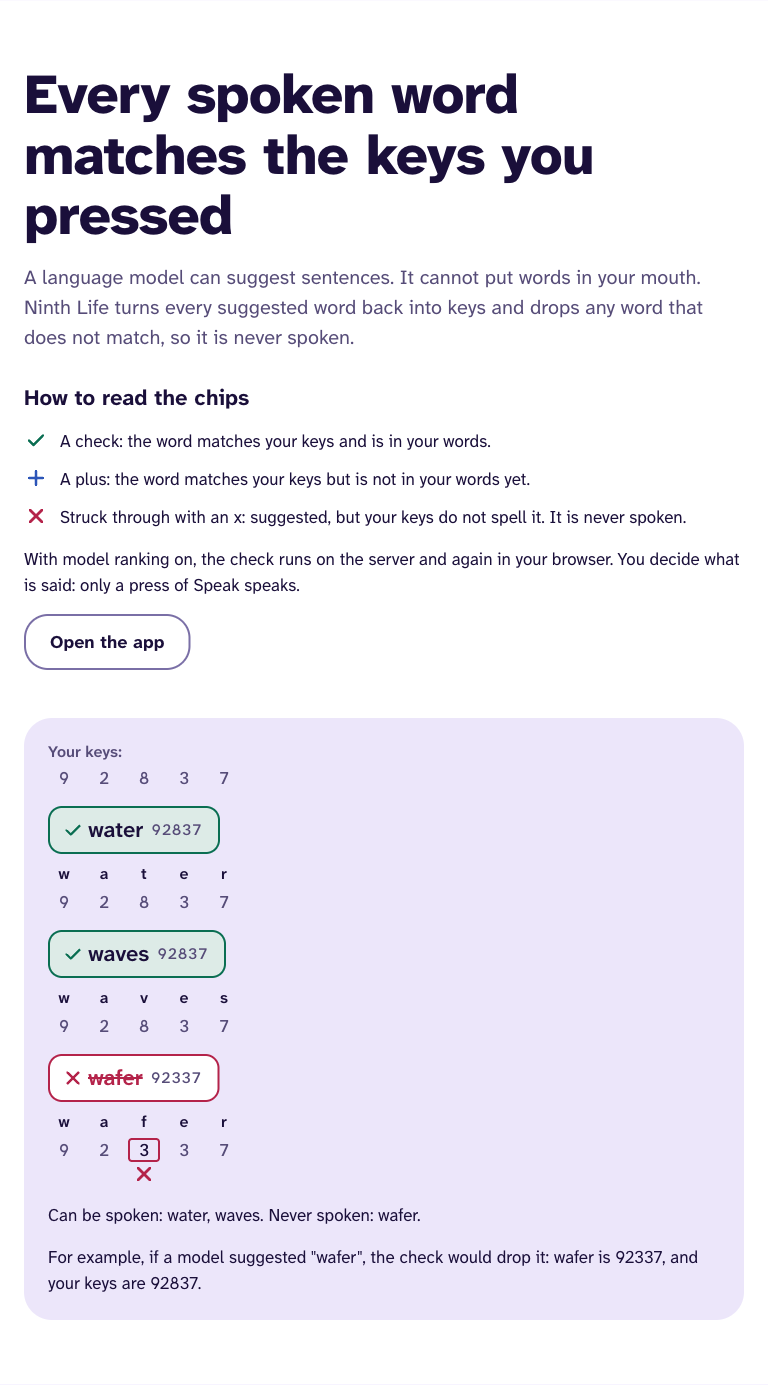 Every spoken word
matches the keys you
pressed
A language model can suggest sentences. It cannot put words in your mouth.
Ninth Life turns every suggested word back into keys and drops any word that
does not match, so it is never spoken.
How to read the chips
A check: the word matches your keys and is in your words.
A plus: the word matches your keys but is not in your words yet.
Struck through with an x: suggested, but your keys do not spell it. It is never spoken.
With model ranking on, the check runs on the server and again in your browser. You decide what
is said: only a press of Speak speaks.
Open the app
Your keys:
9 2 8 3 7
water 92837
w a t e r
9 2 8 3 7
waves 92837
w a v e s
9 2 8 3 7
wafer 92337
w a f e r
9 2 3 3 7
Can be spoken: water, waves. Never spoken: wafer.
For example, if a model suggested "wafer", the check would drop it: wafer is 92337, and
your keys are 92837.